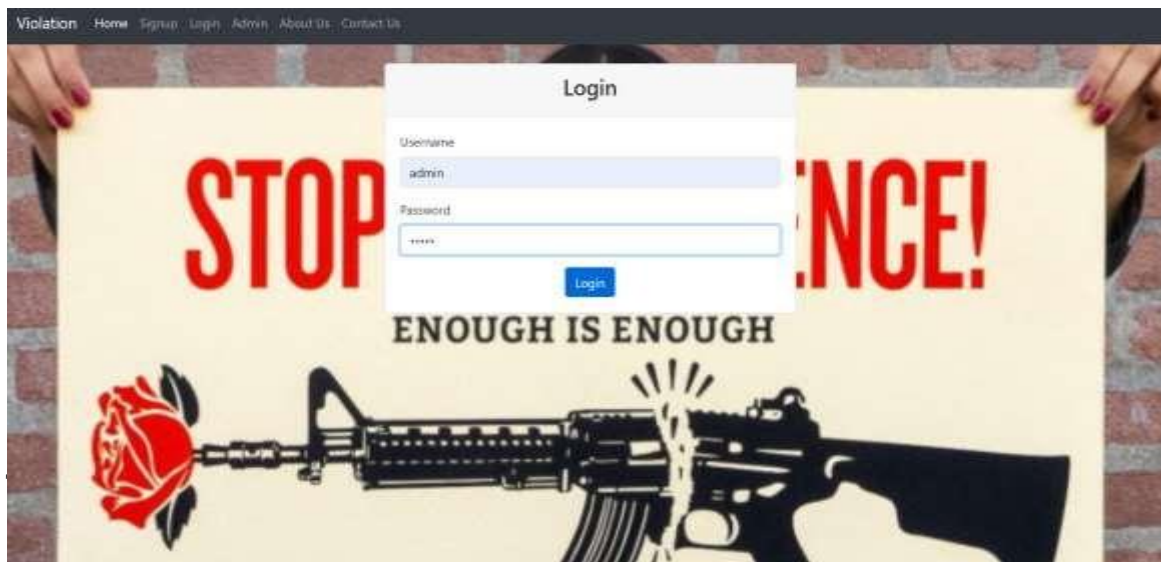 Violation Home Signup Login Admin About Us Contact Us
Login
Username
admin
Password
•••••
Login
STOP NCE!
ENOUGH IS ENOUGH